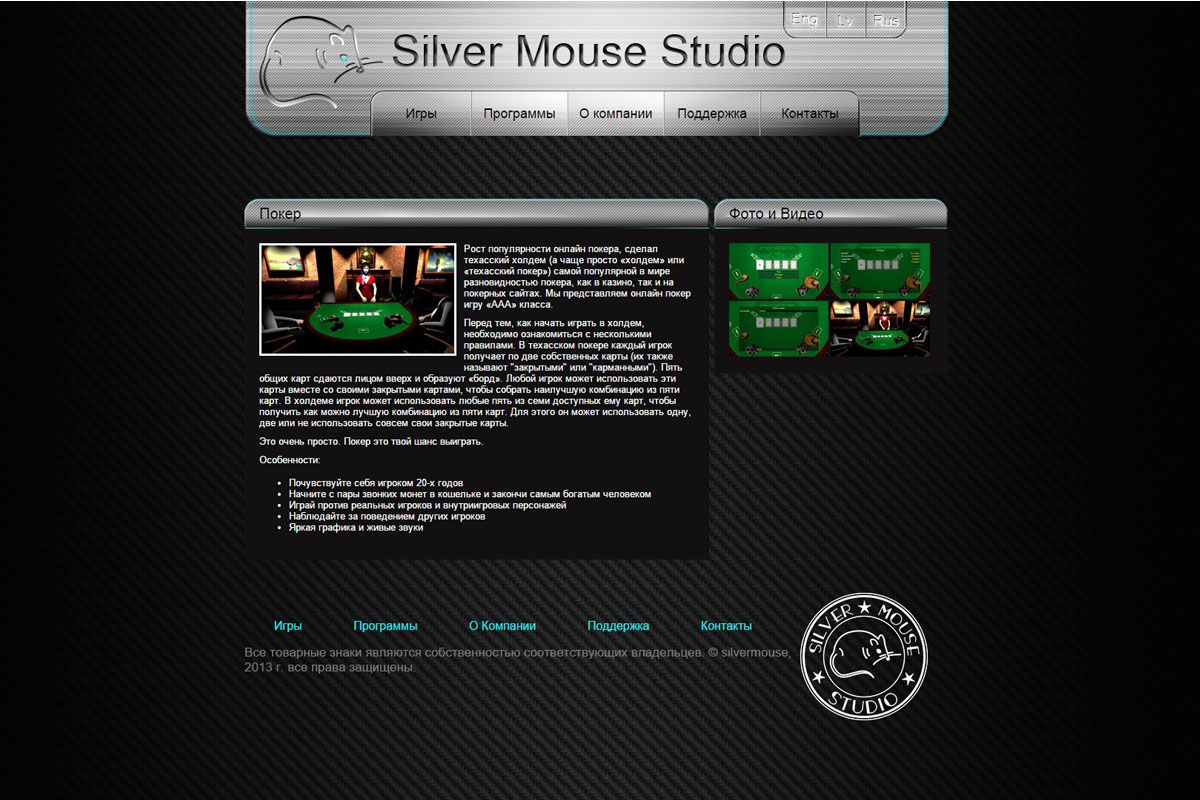 Eng Lv Rus
Silver Mouse Studio
Игры Программы О компании Поддержка Контакты
Покер
Рост популярности онлайн покера, сделал
техасский холдем (а чаще просто «холдем» или
«техасский покер») самой популярной в мире
разновидностью покера, как в казино, так и на
покерных сайтах. Мы представляем онлайн покер
игру «ААА» класса.
Перед тем, как начать играть в холдем,
необходимо ознакомиться с несколькими
правилами. В техасском покере каждый игрок
получает по две собственных карты (их также
называют "закрытыми" или "карманными"). Пять
общих карт сдаются лицом вверх и образуют «борд». Любой игрок может использовать эти
карты вместе со своими закрытыми картами, чтобы собрать наилучшую комбинацию из пяти
карт. В холдеме игрок может использовать любые пять из семи доступных ему карт, чтобы
получить как можно лучшую комбинацию из пяти карт. Для этого он может использовать одну,
две или не использовать совсем свои закрытые карты.
Это очень просто. Покер это твой шанс выиграть.
Особенности:
• Почувствуйте себя игроком 20-х годов
• Начните с пары звонких монет в кошельке и закончи самым богатым человеком
• Играй против реальных игроков и внутриигровых персонажей
• Наблюдайте за поведением других игроков
• Яркая графика и живые звуки
Фото и Видео
Игры Программы О Компании Поддержка Контакты
Все товарные знаки являются собственностью соответствующих владельцев. © silvermouse,
2013 г. все права защищены.
SILVER ★ MOUSE
★ STUDIO ★